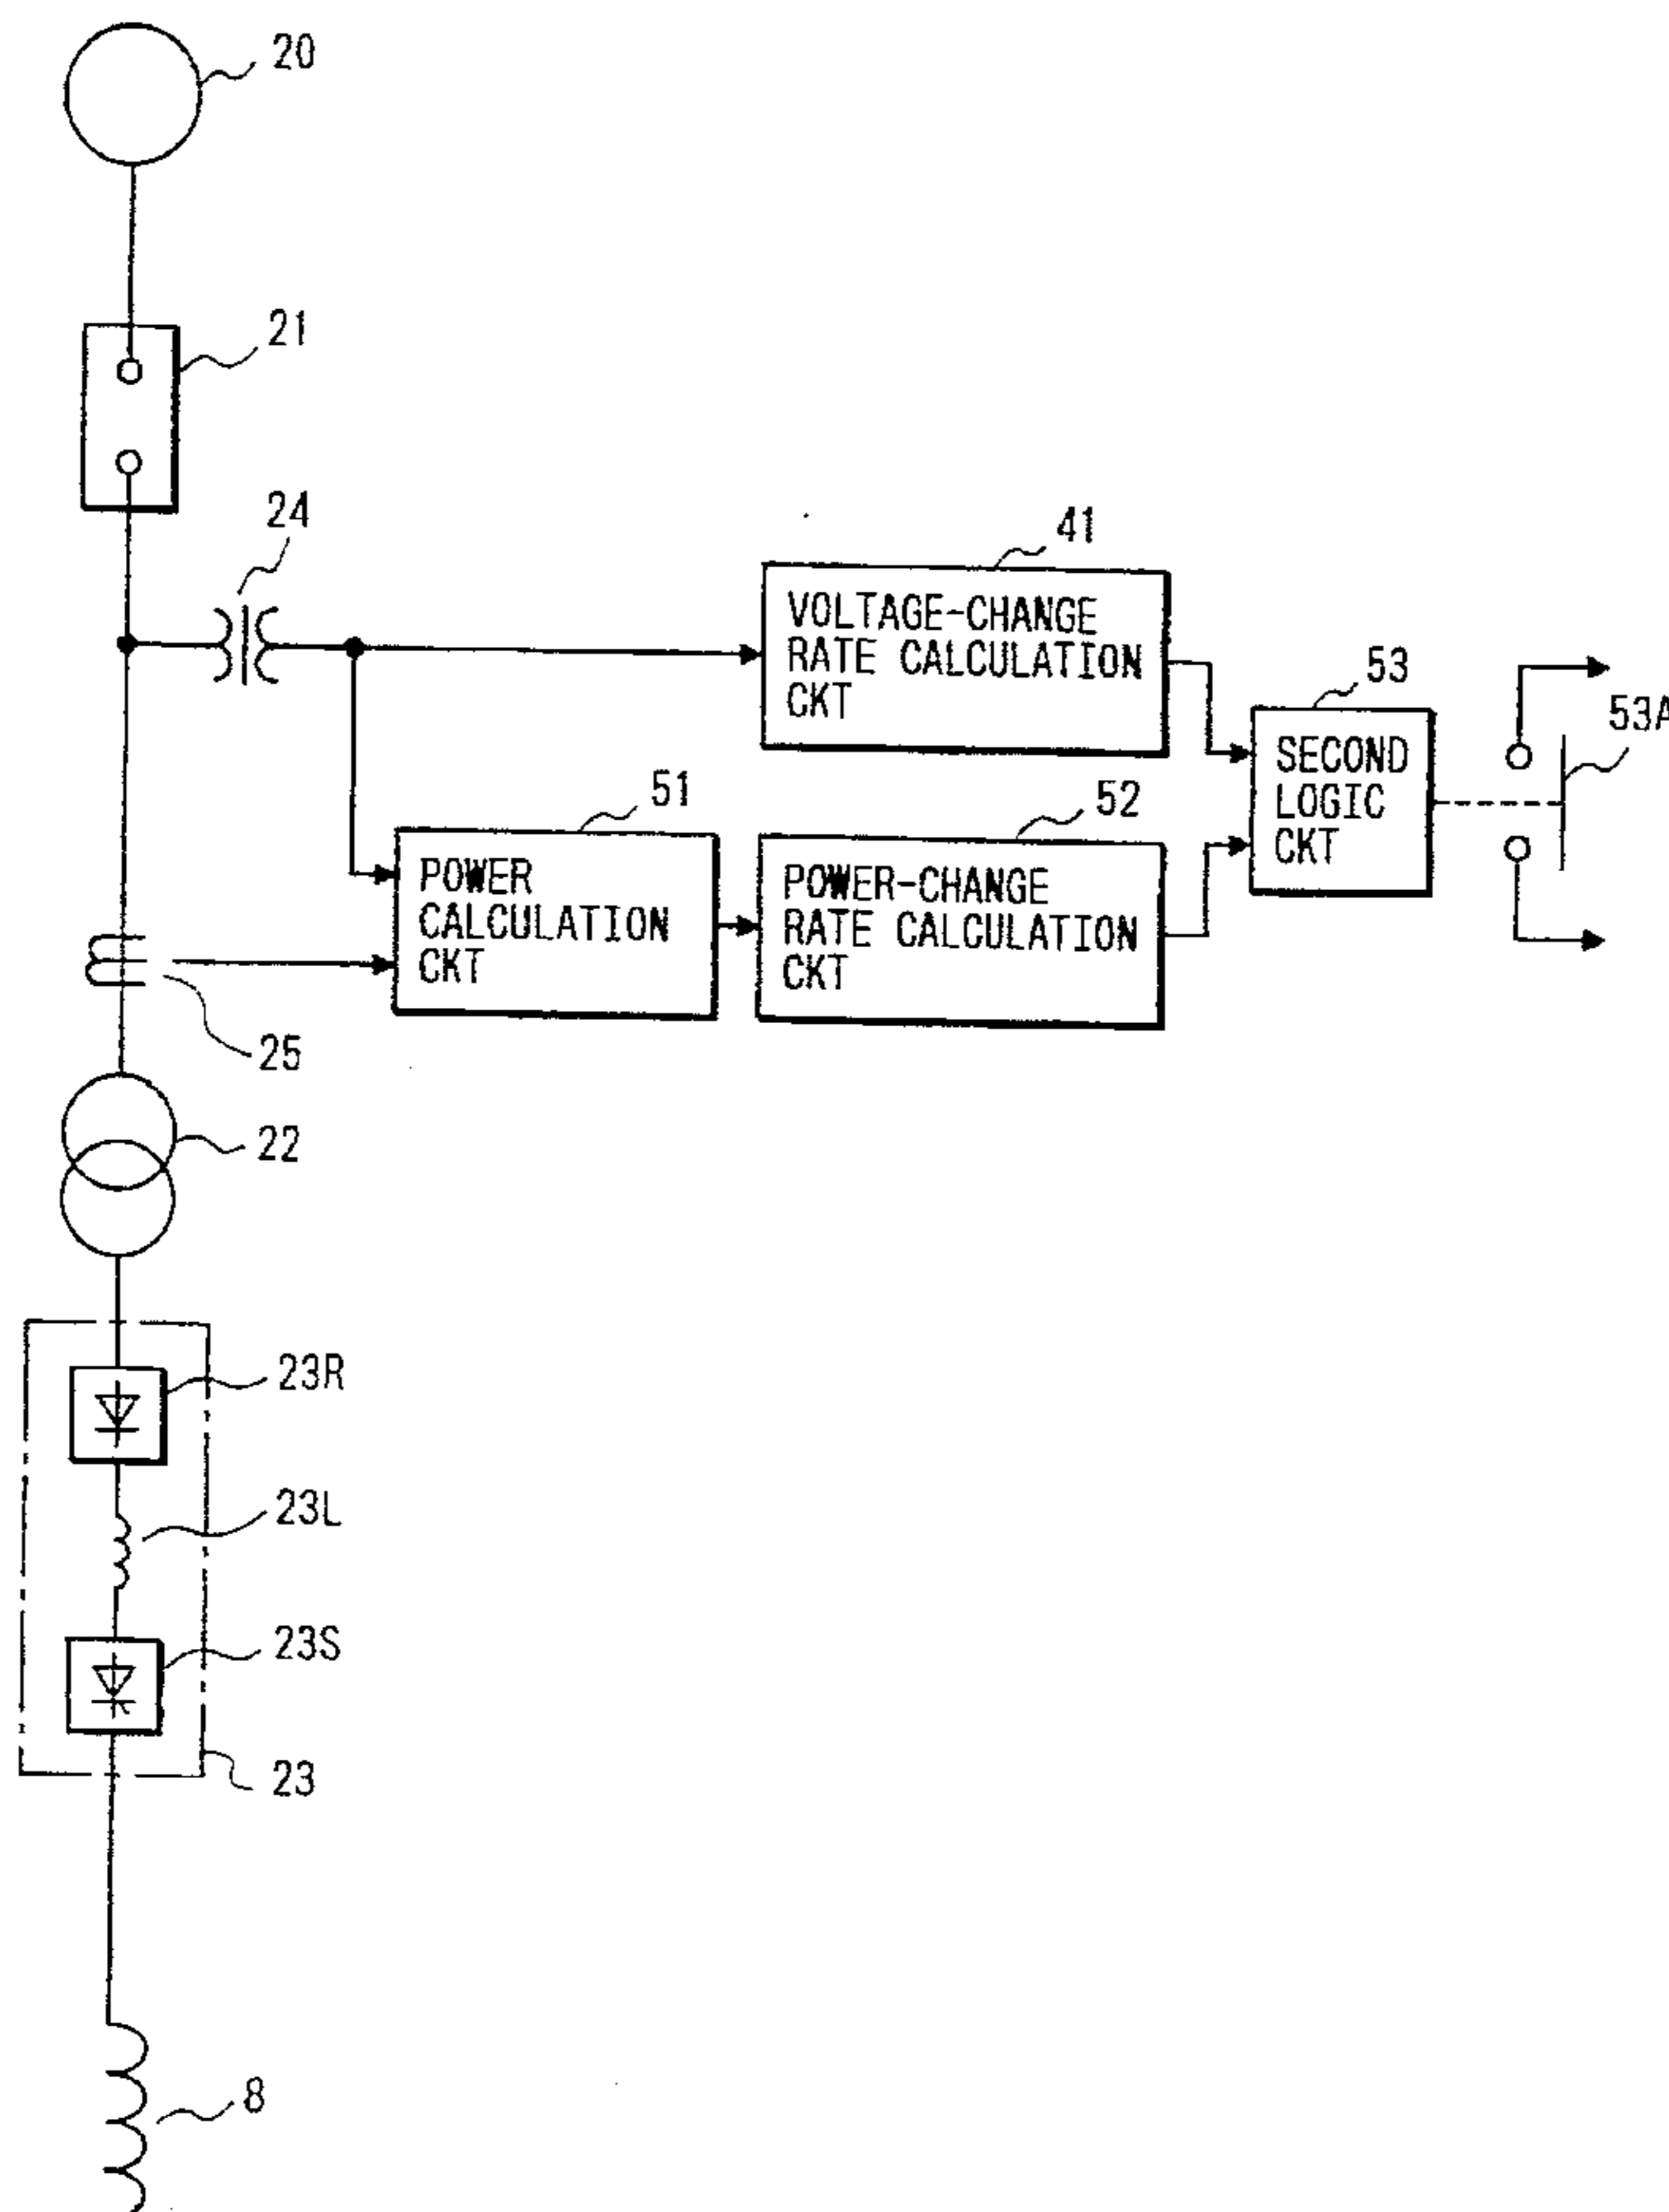 20
21
24
41
VOLTAGE-CHANGE
RATE CALCULATION
CKT
53
53A
SECOND
LOGIC
CKT
51
52
POWER
CALCULATION
CKT
POWER-CHANGE
RATE CALCULATION
CKT
25
22
23R
23L
23S
23
8